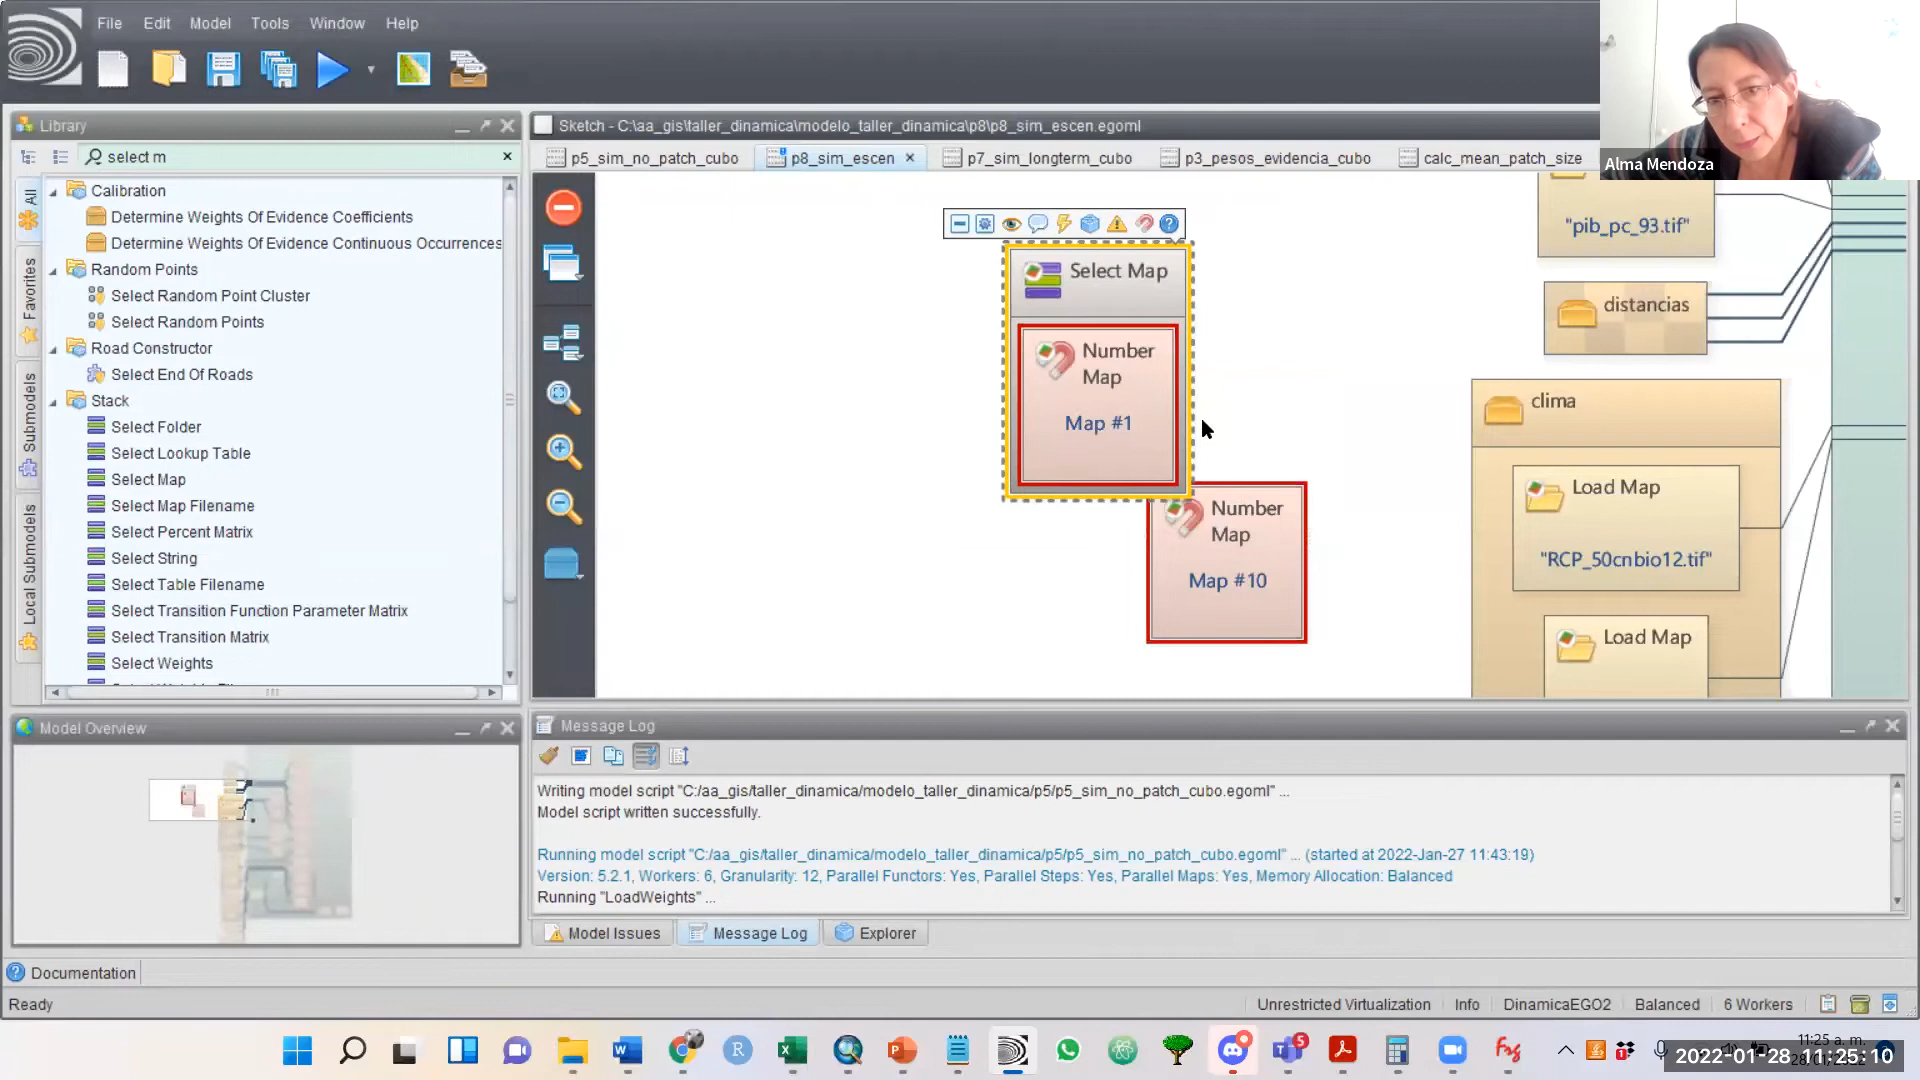 File Edit Model Tools Window Help
Alma Mendoza
Library
select m
All
Favorites
Submodels
Local Submodels
Calibration
Determine Weights Of Evidence Coefficients
Determine Weights Of Evidence Continuous Occurrences
Random Points
Select Random Point Cluster
Select Random Points
Road Constructor
Select End Of Roads
Stack
Select Folder
Select Lookup Table
Select Map
Select Map Filename
Select Percent Matrix
Select String
Select Table Filename
Select Transition Function Parameter Matrix
Select Transition Matrix
Select Weights
Sketch - C:\aa_gis\taller_dinamica\modelo_taller_dinamica\p8\p8_sim_escen.egoml
p5_sim_no_patch_cubo p8_sim_escen p7_sim_longterm_cubo p3_pesos_evidencia_cubo calc_mean_patch_size
Select Map
Number
Map
Map #1
Number
Map
Map #10
"pib_pc_93.tif"
distancias
clima
Load Map
"RCP_50cnbio12.tif"
Load Map
Model Overview
Message Log
Writing model script "C:/aa_gis/taller_dinamica/modelo_taller_dinamica/p5/p5_sim_no_patch_cubo.egoml" ...
Model script written successfully.
Running model script "C:/aa_gis/taller_dinamica/modelo_taller_dinamica/p5/p5_sim_no_patch_cubo.egoml" ... (started at 2022-Jan-27 11:43:19)
Version: 5.2.1, Workers: 6, Granularity: 12, Parallel Functors: Yes, Parallel Steps: Yes, Parallel Maps: Yes, Memory Allocation: Balanced
Running "LoadWeights" ...
Model Issues Message Log Explorer
Documentation
Ready
Unrestricted Virtualization Info DinamicaEGO2 Balanced 6 Workers
11:25 a. m.
2022-01-28 11:25:10